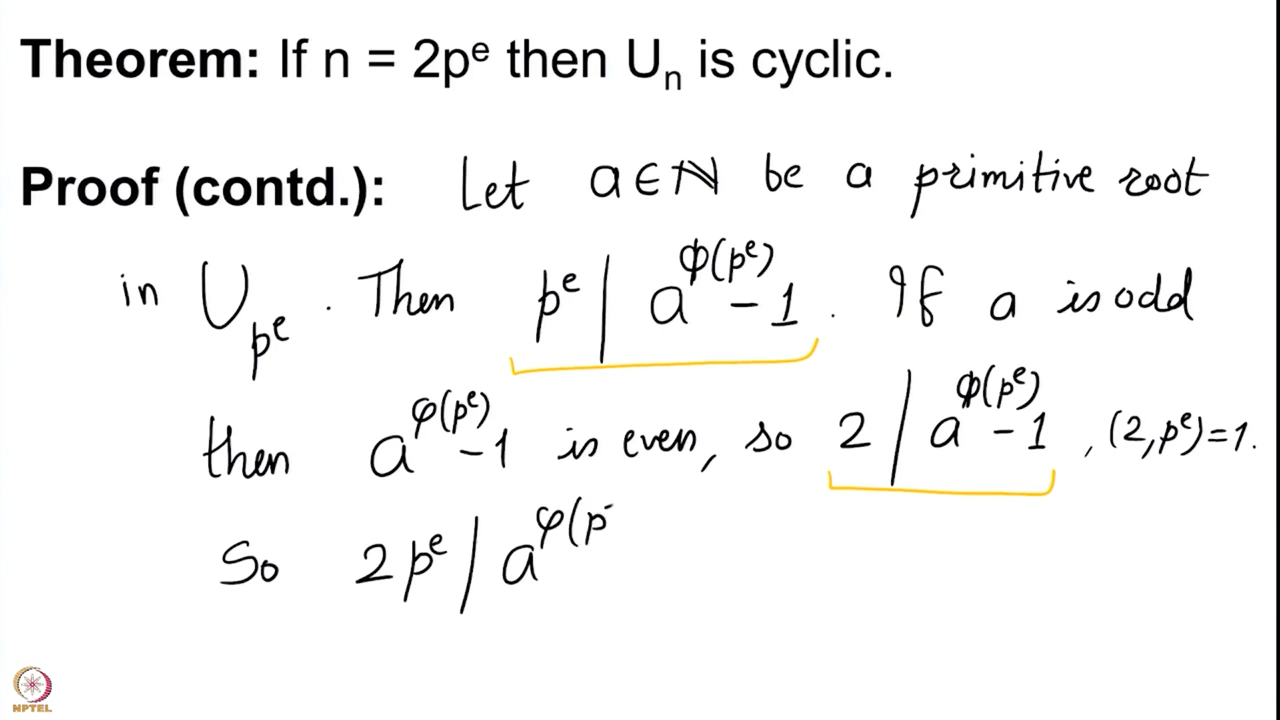 Theorem: If n = 2pᵉ then Uₙ is cyclic.
Proof (contd.): Let a ∈ ℕ be a primitive root
in U_{pᵉ}. Then pᵉ | a^{φ(pᵉ)} - 1. If a is odd
then a^{φ(pᵉ)} - 1 is even, so 2 | a^{φ(pᵉ)} - 1, (2, pᵉ) = 1.
So 2pᵉ | a^{φ(p
NPTEL